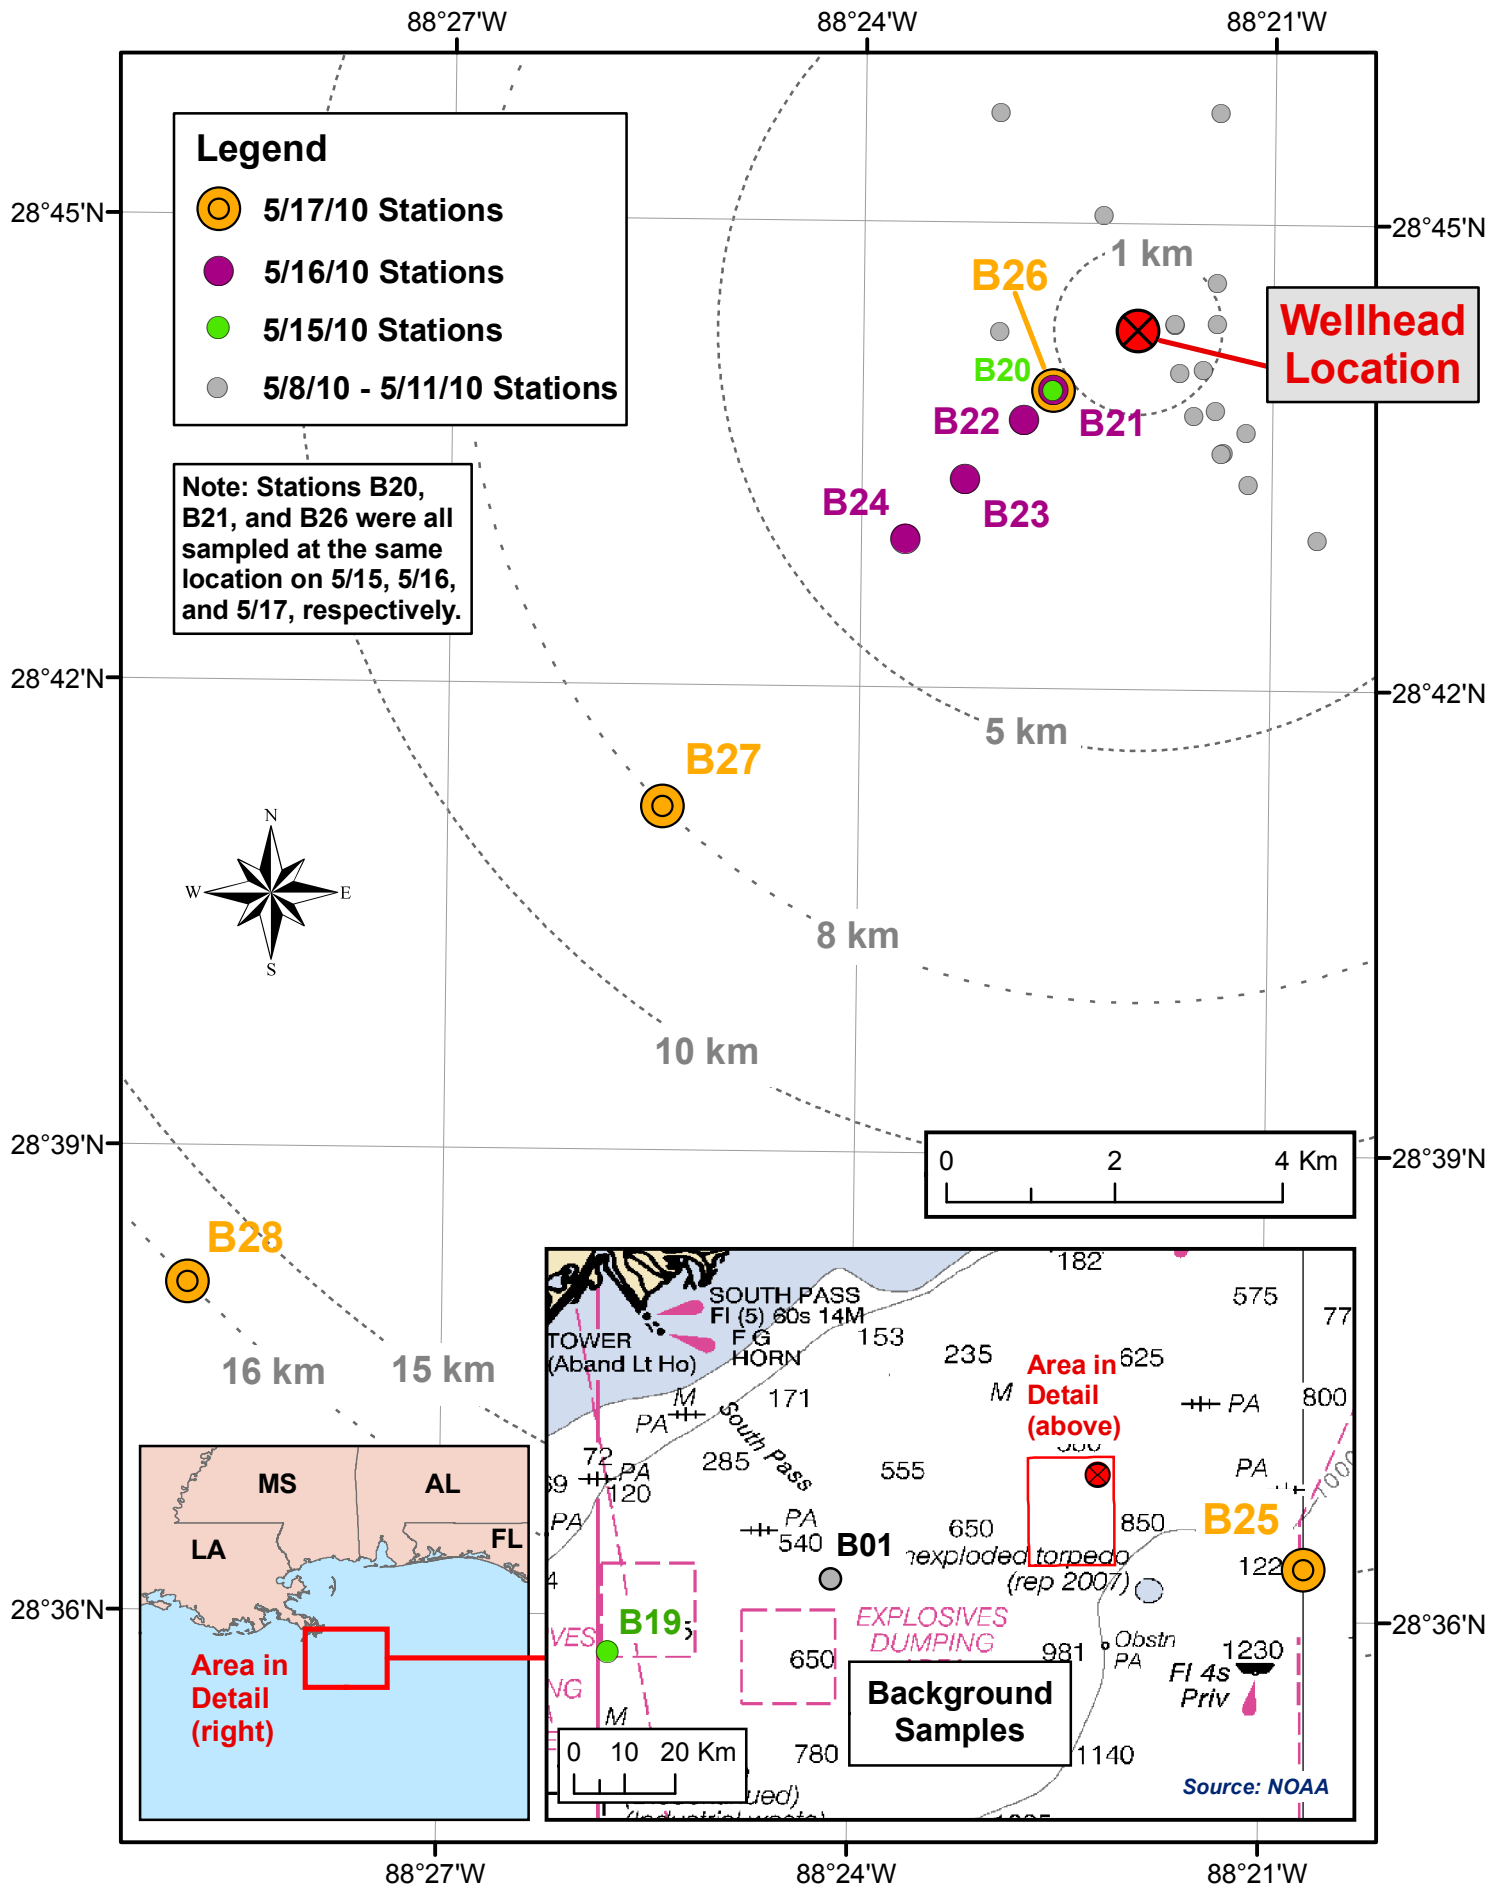 88°27'W
88°24'W
88°21'W
Legend
5/17/10 Stations
5/16/10 Stations
5/15/10 Stations
5/8/10 - 5/11/10 Stations
28°45'N
28°45'N
1 km
B26
Wellhead
Location
B20
B22
B21
B24
B23
Note: Stations B20,
B21, and B26 were all
sampled at the same
location on 5/15, 5/16,
and 5/17, respectively.
28°42'N
28°42'N
5 km
B27
N
W
E
S
8 km
10 km
28°39'N
28°39'N
0 2 4 Km
B28
16 km
15 km
182
SOUTH PASS
Fl (5) 60s 14M
575
77
TOWER
(Aband Lt Ho)
F G
HORN
153
235
625
Area in
Detail
(above)
M
171
M
PA
PA
800
South Pass
72
PA
120
285
555
PA
1000
69
PA
PA
540
B01
650
850
B25
122
nexploded torpedo
(rep 2007)
B19
EXPLOSIVES
DUMPING
650
981
Obstn
PA
1230
Fl 4s
Priv
VES
NG
M
Background
Samples
0 10 20 Km
780
1140
Source: NOAA
ued)
MS
AL
LA
FL
Area in
Detail
(right)
28°36'N
28°36'N
88°27'W
88°24'W
88°21'W